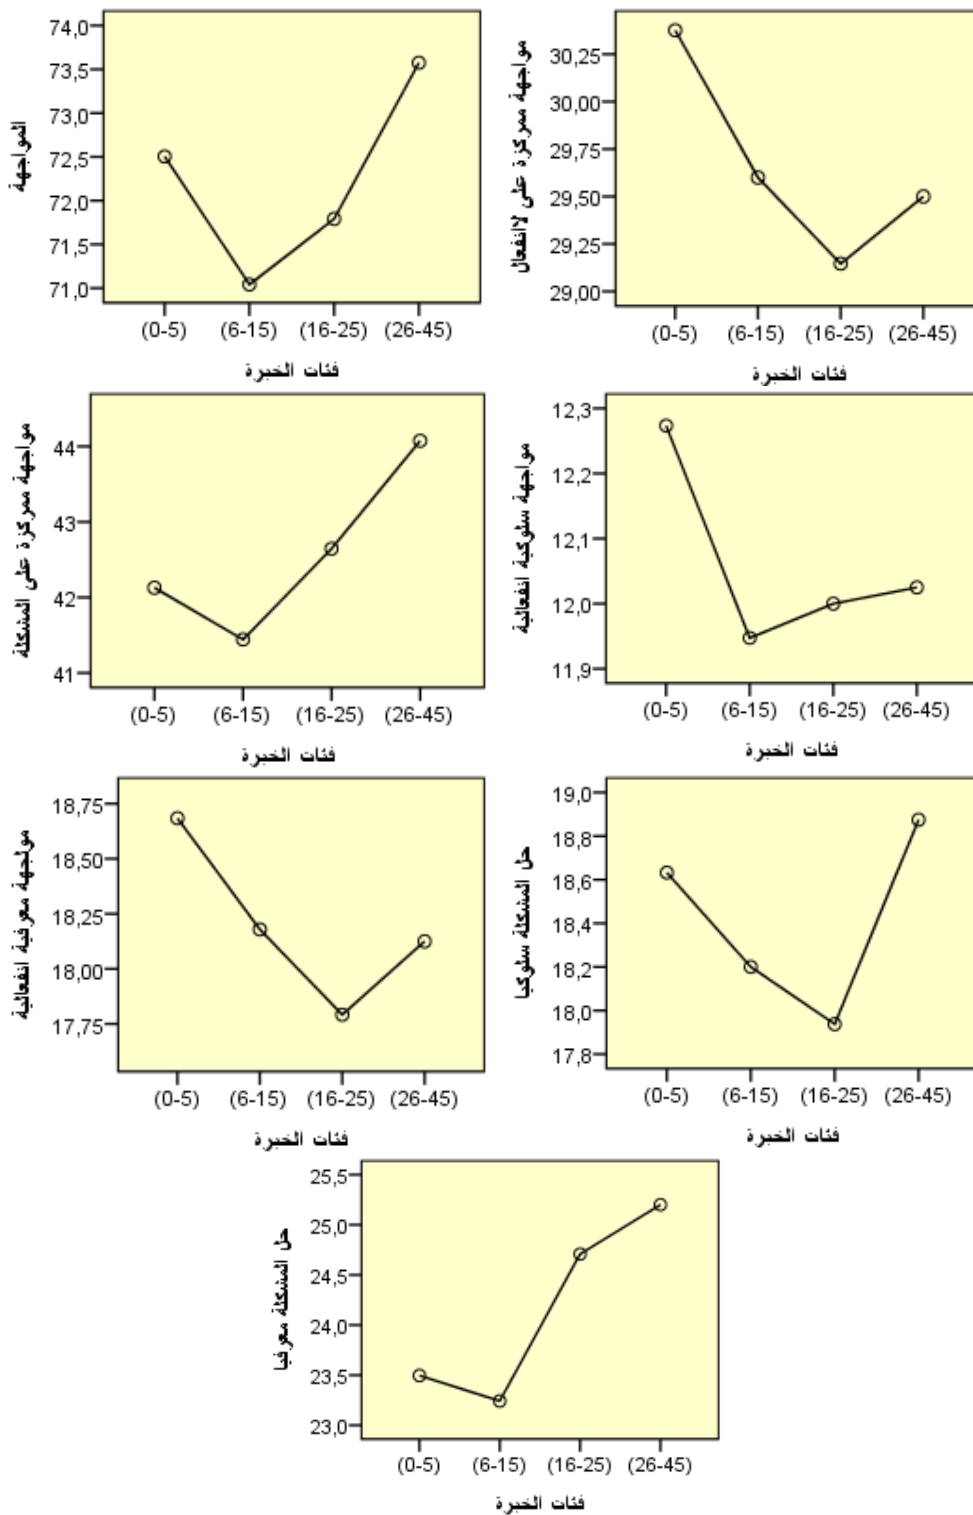 المواجهة
74,0
73,5
73,0
72,5
72,0
71,5
71,0
(0-5) (6-15) (16-25) (26-45)
فئات الخبرة
مواجهة ممركزة على لاانفعال
30,25
30,00
29,75
29,50
29,25
29,00
(0-5) (6-15) (16-25) (26-45)
فئات الخبرة
مواجهة ممركزة على المشكلة
44
43
42
41
(0-5) (6-15) (16-25) (26-45)
فئات الخبرة
مواجهة سلوكية انفعالية
12,3
12,2
12,1
12,0
11,9
(0-5) (6-15) (16-25) (26-45)
فئات الخبرة
مواجهة معرفية انفعالية
18,75
18,50
18,25
18,00
17,75
(0-5) (6-15) (16-25) (26-45)
فئات الخبرة
حل المشكلة سلوكيا
19,0
18,8
18,6
18,4
18,2
18,0
17,8
(0-5) (6-15) (16-25) (26-45)
فئات الخبرة
حل المشكلة معرفيا
25,5
25,0
24,5
24,0
23,5
23,0
(0-5) (6-15) (16-25) (26-45)
فئات الخبرة